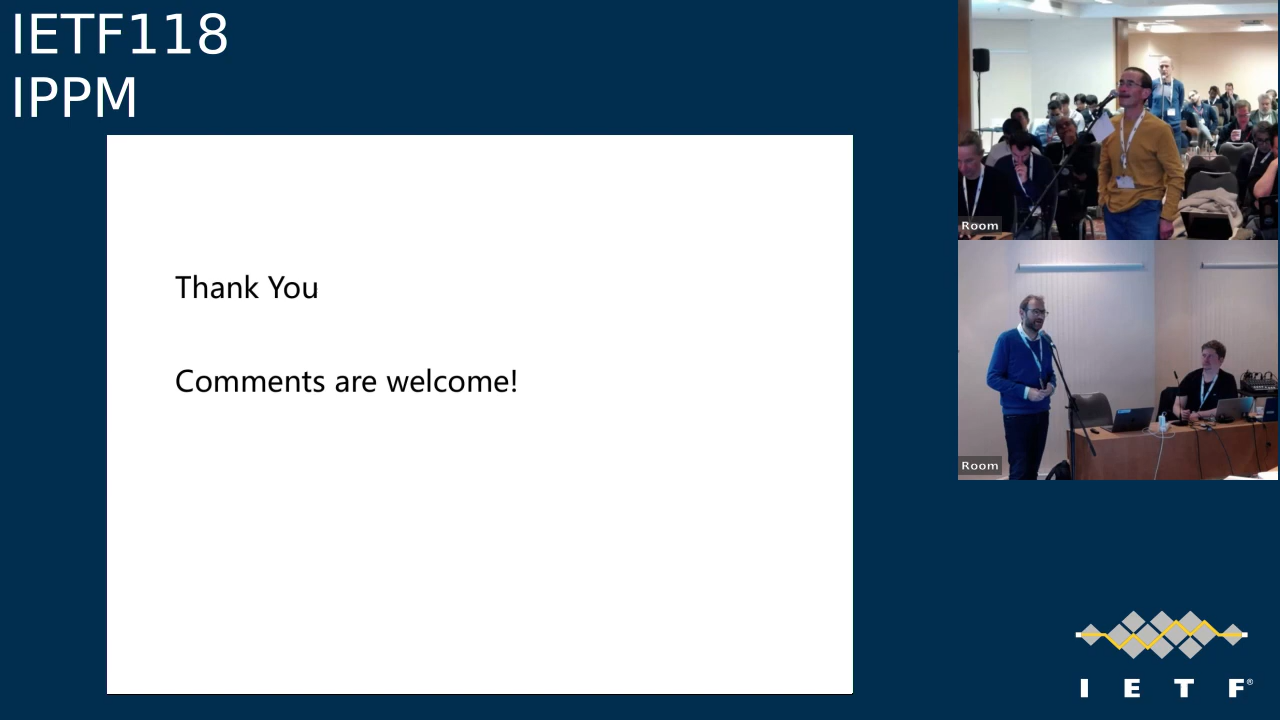 IETF118
IPPM
Thank You
Comments are welcome!
Room
Room
I E T F®